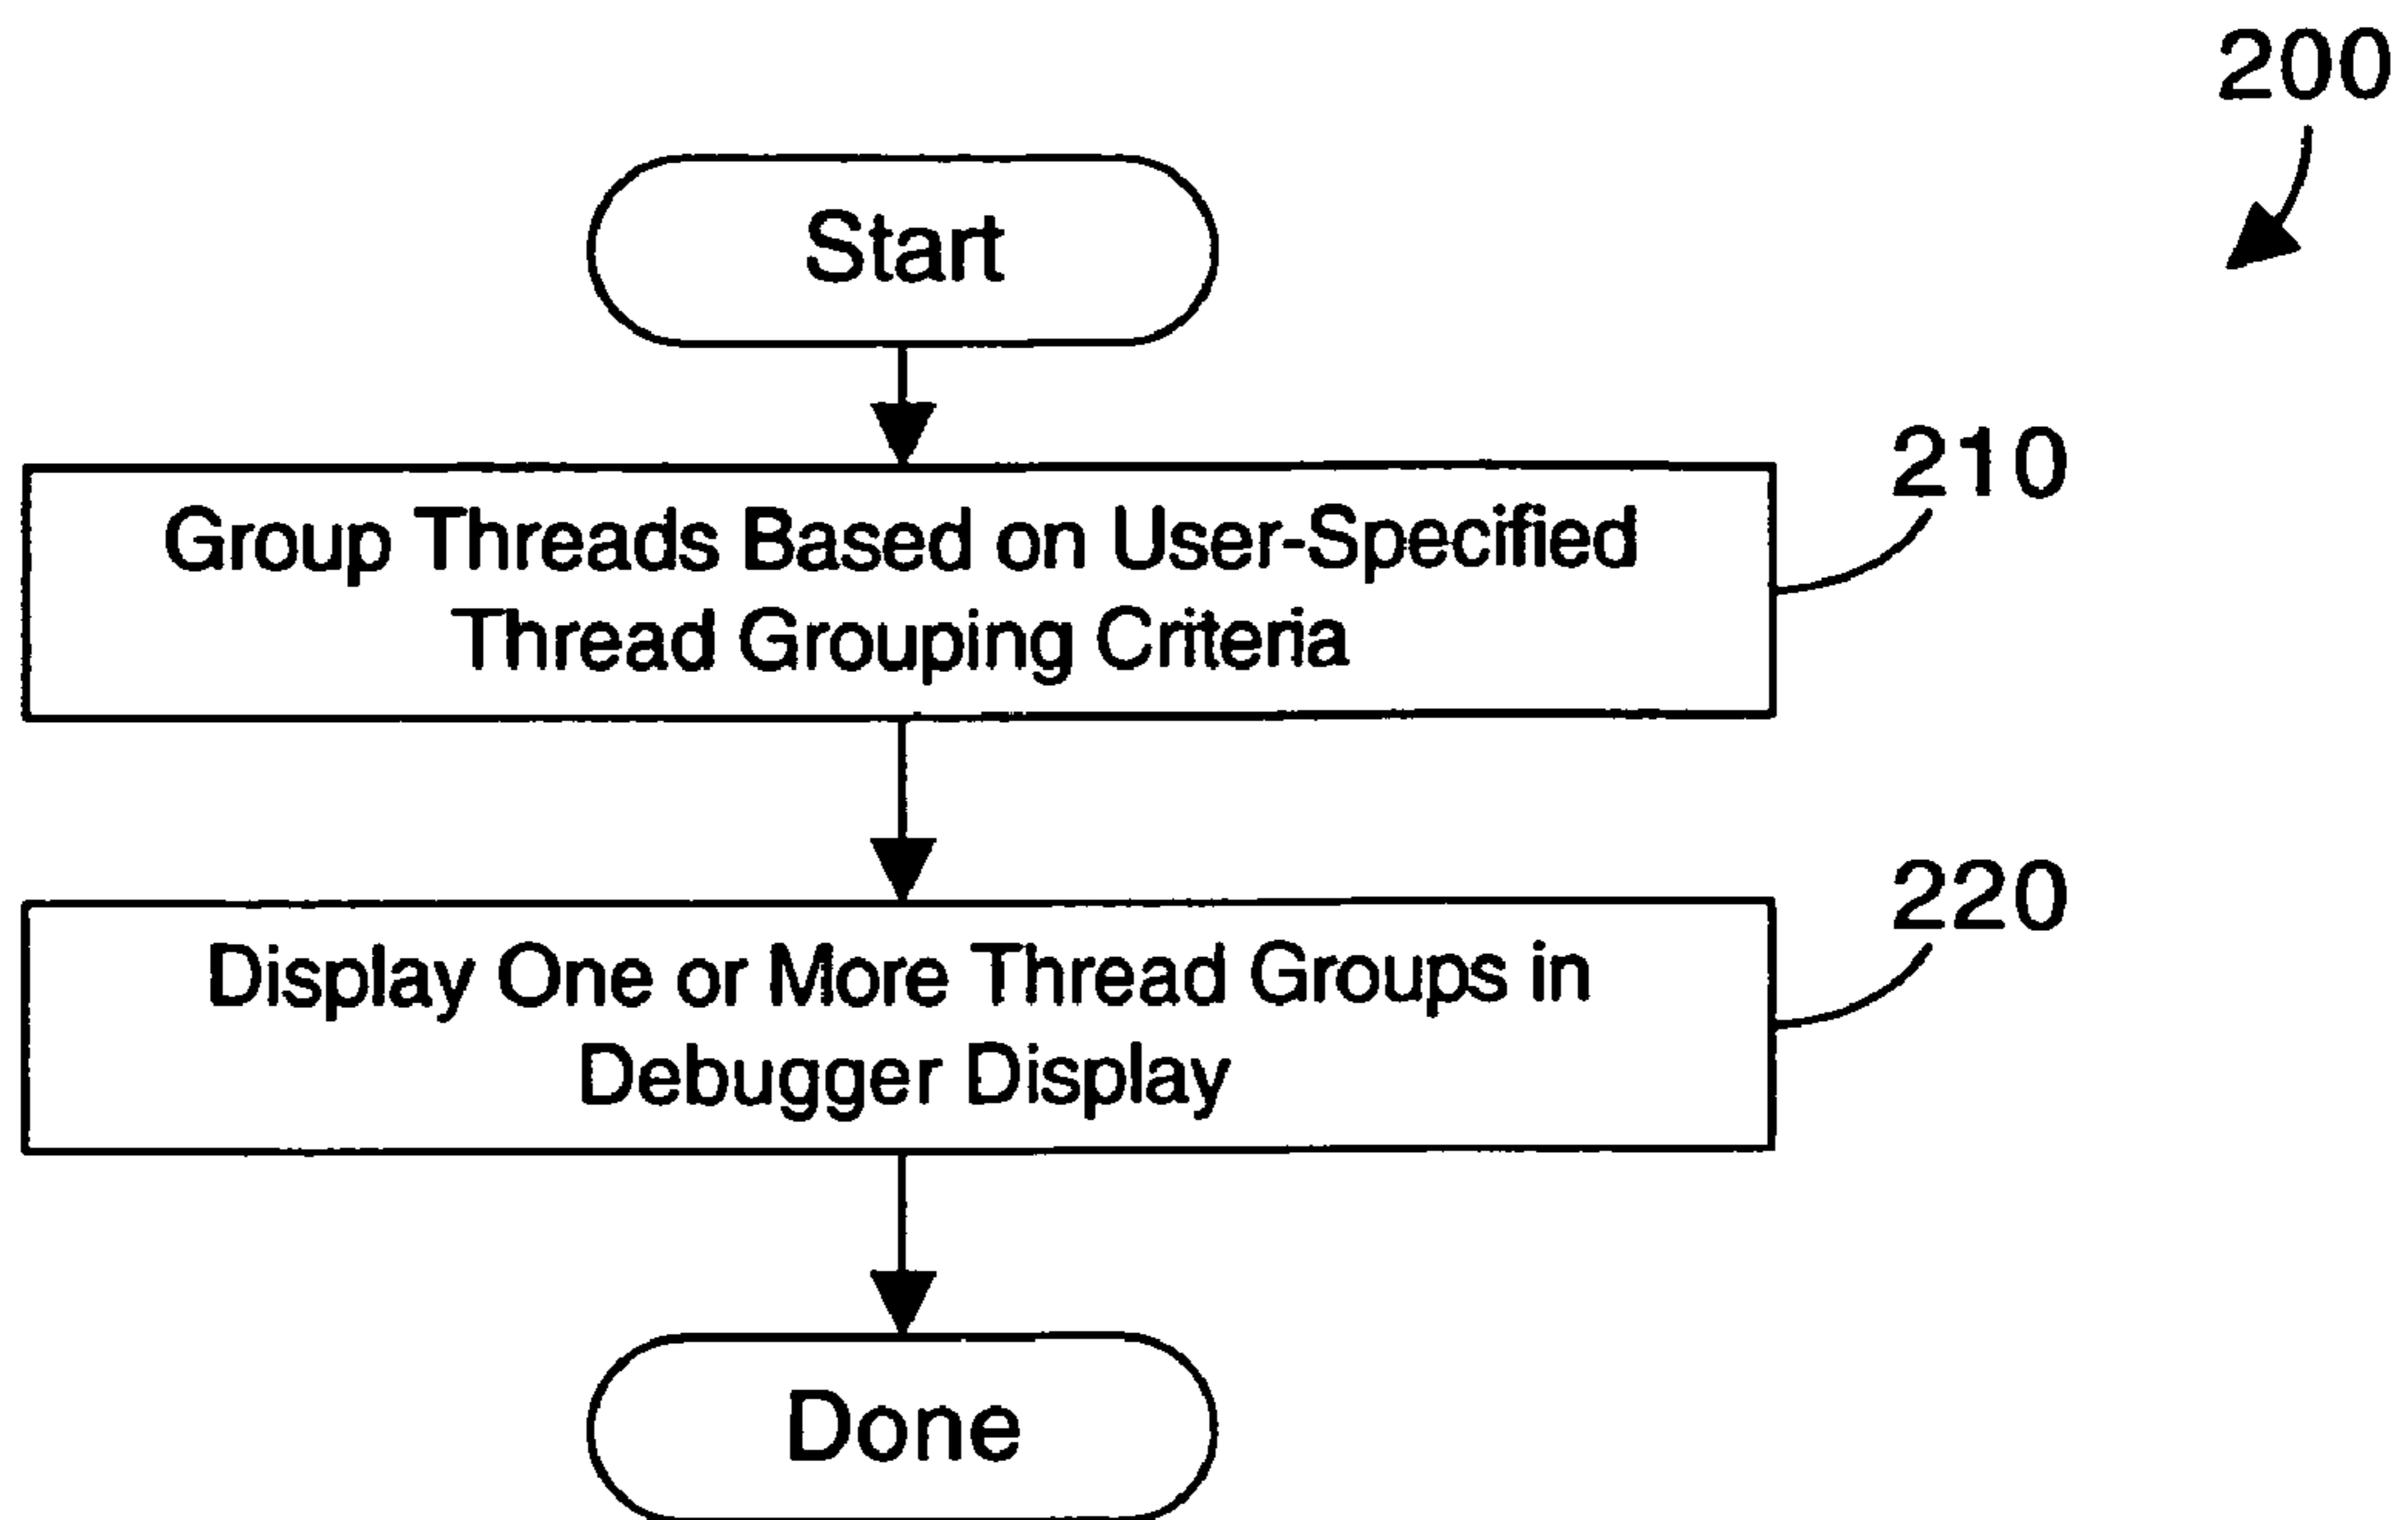 200
Start
210
Group Threads Based on User-Specified
Thread Grouping Criteria
220
Display One or More Thread Groups in
Debugger Display
Done